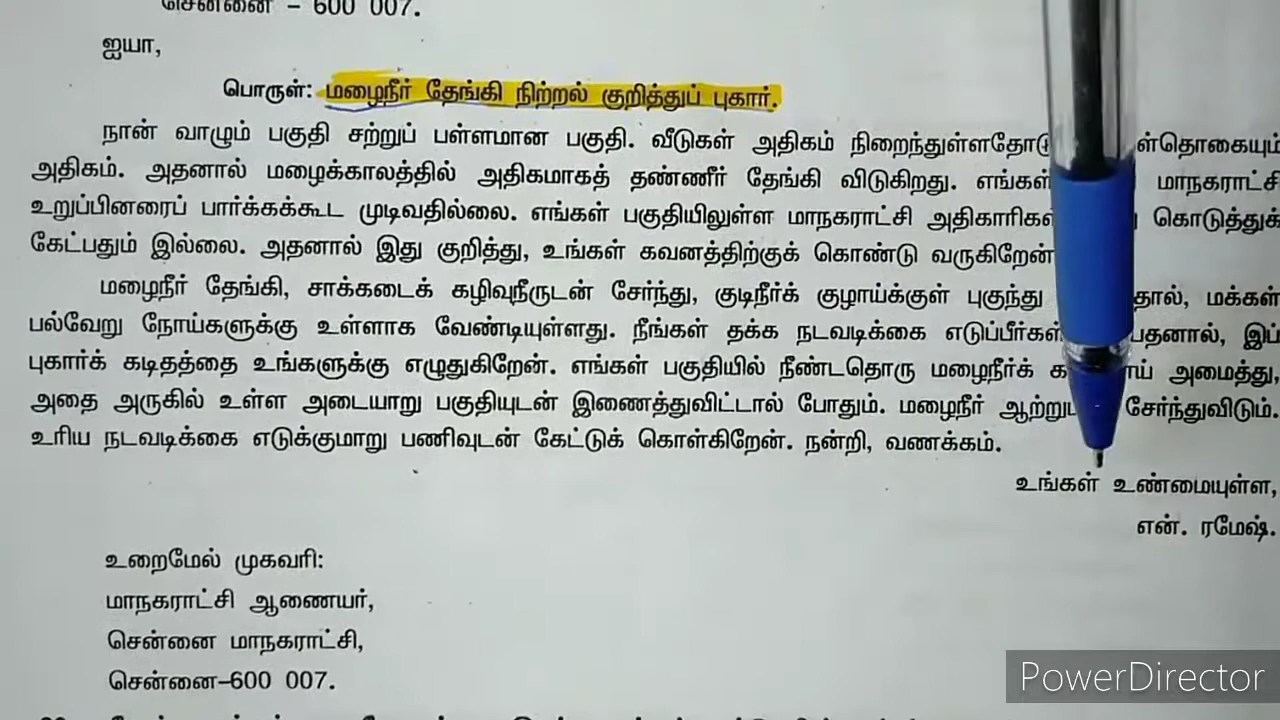 சென்னை – 600 007.
ஐயா,
பொருள்: மழைநீர் தேங்கி நிற்றல் குறித்துப் புகார்.
நான் வாழும் பகுதி சற்றுப் பள்ளமான பகுதி. வீடுகள் அதிகம்
அதிகம். அதனால் மழைக்காலத்தில் அதிகமாகத் தண்ணீர் தேங்கி விடுகிறது. எங்கள் மாநகராட்சி
உறுப்பினரைப் பார்க்கக்கூட முடிவதில்லை. எங்கள் பகுதியிலுள்ள மாநகராட்சி கொடுத்துக்
கேட்பதும் இல்லை. அதனால் இது குறித்து, உங்கள் கவனத்திற்குக் கொண்டு வருகிறேன்
மழைநீர் தேங்கி, சாக்கடைக் கழிவுநீருடன் சேர்ந்து, குடிநீர்க் குழாய்க்குள் புகுந்து மக்கள்
பல்வேறு நோய்களுக்கு உள்ளாக வேண்டியுள்ளது. நீங்கள் தக்க நடவடிக்கை இப்
புகார்க் கடிதத்தை உங்களுக்கு எழுதுகிறேன். எங்கள் பகுதியில் நீண்டதொரு மழைநீர்க் அமைத்து,
அதை அருகில் உள்ள அடையாறு பகுதியுடன் இணைத்துவிட்டால் போதும். மழைநீர் சேர்ந்துவிடும்.
உரிய நடவடிக்கை எடுக்குமாறு பணிவுடன் கேட்டுக் கொள்கிறேன். நன்றி, வணக்கம்.
உங்கள் உண்மையுள்ள,
என். ரமேஷ்.
உறைமேல் முகவரி:
மாநகராட்சி ஆணையர்,
சென்னை மாநகராட்சி,
சென்னை–600 007.
PowerDirector